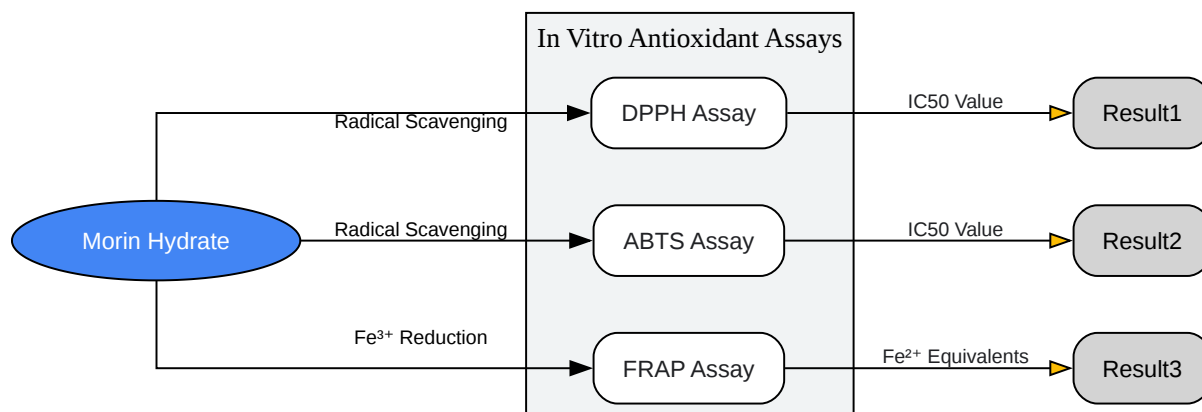 In Vitro Antioxidant Assays
Radical Scavenging
DPPH Assay
IC50 Value
Result1
Morin Hydrate
Radical Scavenging
ABTS Assay
IC50 Value
Result2
Fe³⁺ Reduction
FRAP Assay
Fe²⁺ Equivalents
Result3